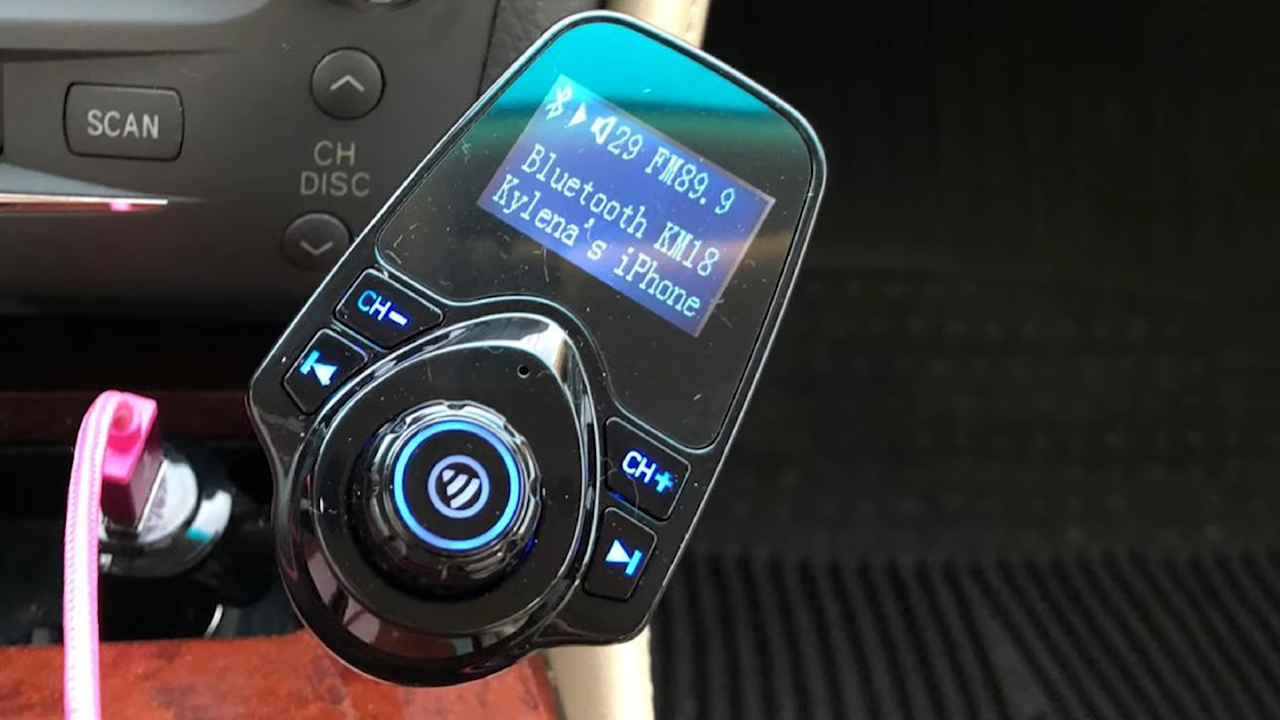 SCAN
CH
DISC
29 FM89.9
Bluetooth KM18
Kylena's iPhone
CH-
CH+